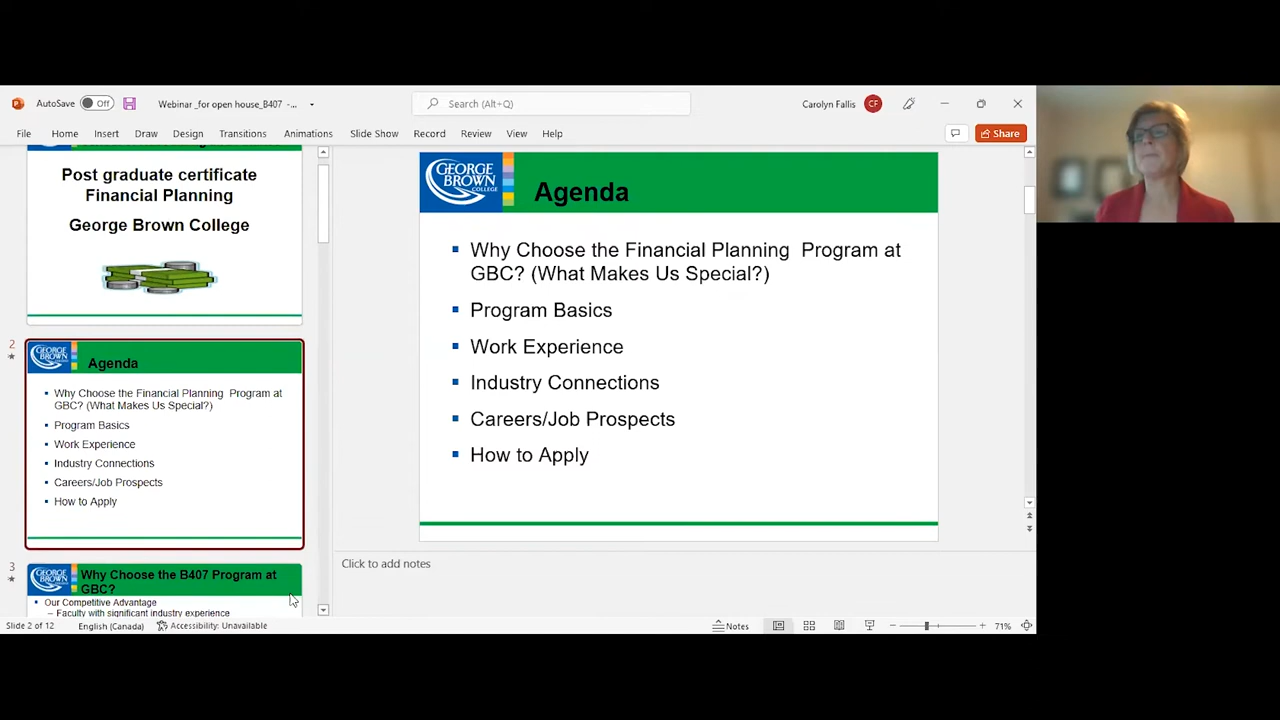 AutoSave Off
Webinar _for open house_B407 -...
Search (Alt+Q)
Carolyn Fallis CF
File Home Insert Draw Design Transitions Animations Slide Show Record Review View Help
Share
Post graduate certificate
Financial Planning
George Brown College
2
GEORGE
BROWN
COLLEGE
Agenda
Why Choose the Financial Planning Program at
GBC? (What Makes Us Special?)
Program Basics
Work Experience
Industry Connections
Careers/Job Prospects
How to Apply
3
GEORGE
BROWN
Why Choose the B407 Program at
GBC?
Our Competitive Advantage
– Faculty with significant industry experience
GEORGE
BROWN
COLLEGE
Agenda
Why Choose the Financial Planning Program at
GBC? (What Makes Us Special?)
Program Basics
Work Experience
Industry Connections
Careers/Job Prospects
How to Apply
Click to add notes
Slide 2 of 12 English (Canada) Accessibility: Unavailable Notes 71%